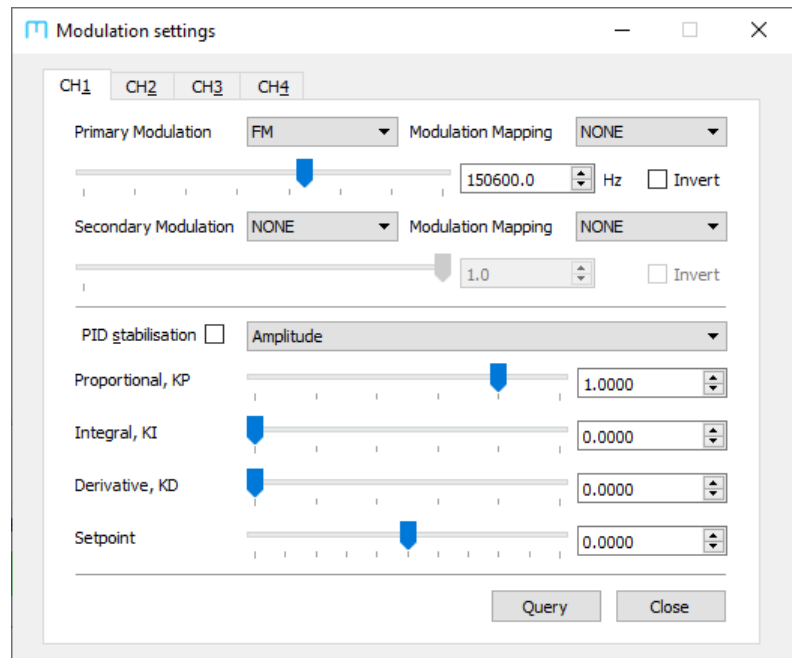 Modulation settings
CH1 CH2 CH3 CH4
Primary Modulation FM Modulation Mapping NONE
150600.0 Hz Invert
Secondary Modulation NONE Modulation Mapping NONE
1.0 Invert
PID stabilisation Amplitude
Proportional, KP 1.0000
Integral, KI 0.0000
Derivative, KD 0.0000
Setpoint 0.0000
Query Close